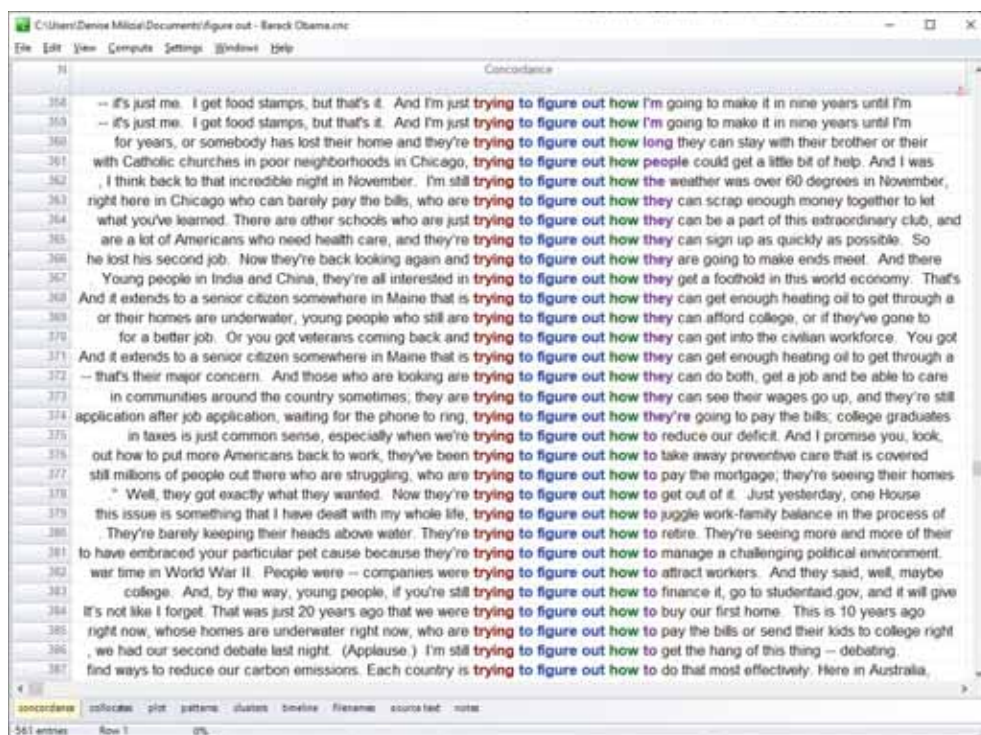 C:\Users\Denise Milizia\Documents\figure out - Barack Obama.cnc
File Edit View Compute Settings Windows Help
N Concordance
358 -- it's just me. I get food stamps, but that's it. And I'm just trying to figure out how I'm going to make it in nine years until I'm
359 -- it's just me. I get food stamps, but that's it. And I'm just trying to figure out how I'm going to make it in nine years until I'm
360 for years, or somebody has lost their home and they're trying to figure out how long they can stay with their brother or their
361 with Catholic churches in poor neighborhoods in Chicago, trying to figure out how people could get a little bit of help. And I was
362 , I think back to that incredible night in November. I'm still trying to figure out how the weather was over 60 degrees in November,
363 right here in Chicago who can barely pay the bills, who are trying to figure out how they can scrap enough money together to let
364 what you've learned. There are other schools who are just trying to figure out how they can be a part of this extraordinary club, and
365 are a lot of Americans who need health care, and they're trying to figure out how they can sign up as quickly as possible. So
366 he lost his second job. Now they're back looking again and trying to figure out how they are going to make ends meet. And there
367 Young people in India and China, they're all interested in trying to figure out how they get a foothold in this world economy. That's
368 And it extends to a senior citizen somewhere in Maine that is trying to figure out how they can get enough heating oil to get through a
369 or their homes are underwater, young people who still are trying to figure out how they can afford college, or if they've gone to
370 for a better job. Or you got veterans coming back and trying to figure out how they can get into the civilian workforce. You got
371 And it extends to a senior citizen somewhere in Maine that is trying to figure out how they can get enough heating oil to get through a
372 -- that's their major concern. And those who are looking are trying to figure out how they can do both, get a job and be able to care
373 in communities around the country sometimes; they are trying to figure out how they can see their wages go up, and they're still
374 application after job application, waiting for the phone to ring, trying to figure out how they're going to pay the bills; college graduates
375 in taxes is just common sense, especially when we're trying to figure out how to reduce our deficit. And I promise you, look,
376 out how to put more Americans back to work, they've been trying to figure out how to take away preventive care that is covered
377 still millions of people out there who are struggling, who are trying to figure out how to pay the mortgage; they're seeing their homes
378 ." Well, they got exactly what they wanted. Now they're trying to figure out how to get out of it. Just yesterday, one House
379 this issue is something that I have dealt with my whole life, trying to figure out how to juggle work-family balance in the process of
380 . They're barely keeping their heads above water. They're trying to figure out how to retire. They're seeing more and more of their
381 to have embraced your particular pet cause because they're trying to figure out how to manage a challenging political environment.
382 war time in World War II. People were -- companies were trying to figure out how to attract workers. And they said, well, maybe
383 college. And, by the way, young people, if you're still trying to figure out how to finance it, go to studentaid.gov, and it will give
384 It's not like I forget. That was just 20 years ago that we were trying to figure out how to buy our first home. This is 10 years ago
385 right now, whose homes are underwater right now, who are trying to figure out how to pay the bills or send their kids to college right
386 , we had our second debate last night. (Applause.) I'm still trying to figure out how to get the hang of this thing -- debating.
387 find ways to reduce our carbon emissions. Each country is trying to figure out how to do that most effectively. Here in Australia,
concordance collocates plot patterns clusters timeline filenames source text notes
561 entries Row 1 0%